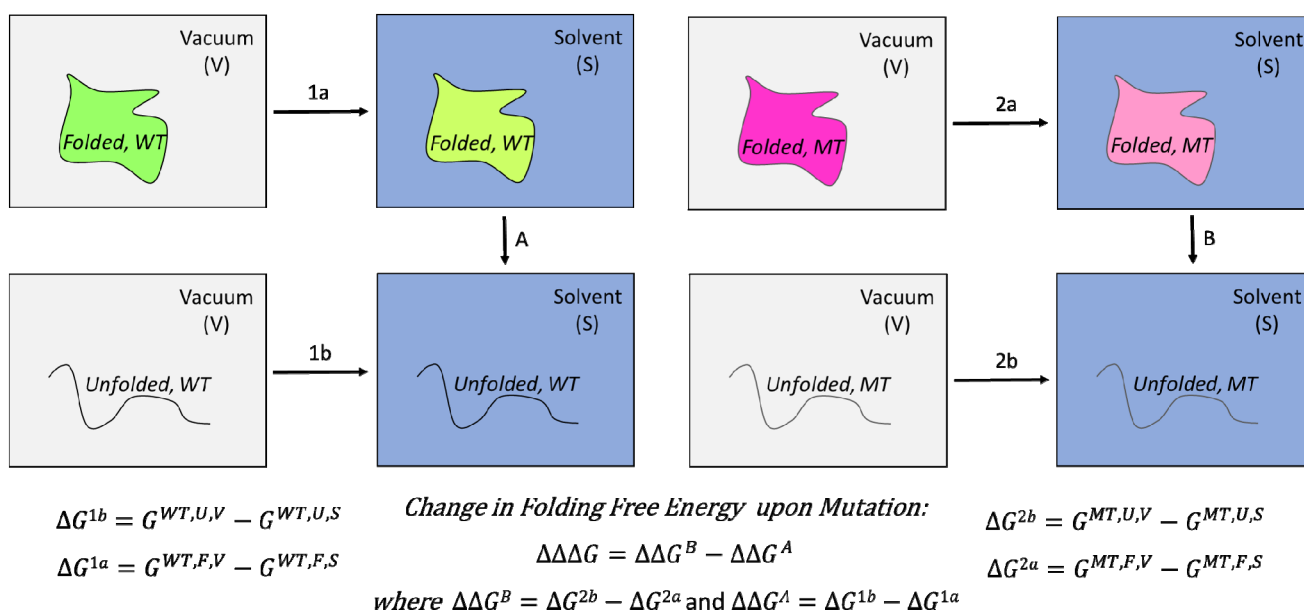 Vacuum
(V)
Folded, WT
1a
Solvent
(S)
Folded, WT
A
Vacuum
(V)
Folded, MT
2a
Solvent
(S)
Folded, MT
B
Vacuum
(V)
Unfolded, WT
1b
Solvent
(S)
Unfolded, WT
Vacuum
(V)
Unfolded, MT
2b
Solvent
(S)
Unfolded, MT
ΔG^{1b} = G^{WT,U,V} − G^{WT,U,S}
ΔG^{1a} = G^{WT,F,V} − G^{WT,F,S}
Change in Folding Free Energy upon Mutation:
ΔΔΔG = ΔΔG^B − ΔΔG^A
where ΔΔG^B = ΔG^{2b} − ΔG^{2a} and ΔΔG^A = ΔG^{1b} − ΔG^{1a}
ΔG^{2b} = G^{MT,U,V} − G^{MT,U,S}
ΔG^{2a} = G^{MT,F,V} − G^{MT,F,S}